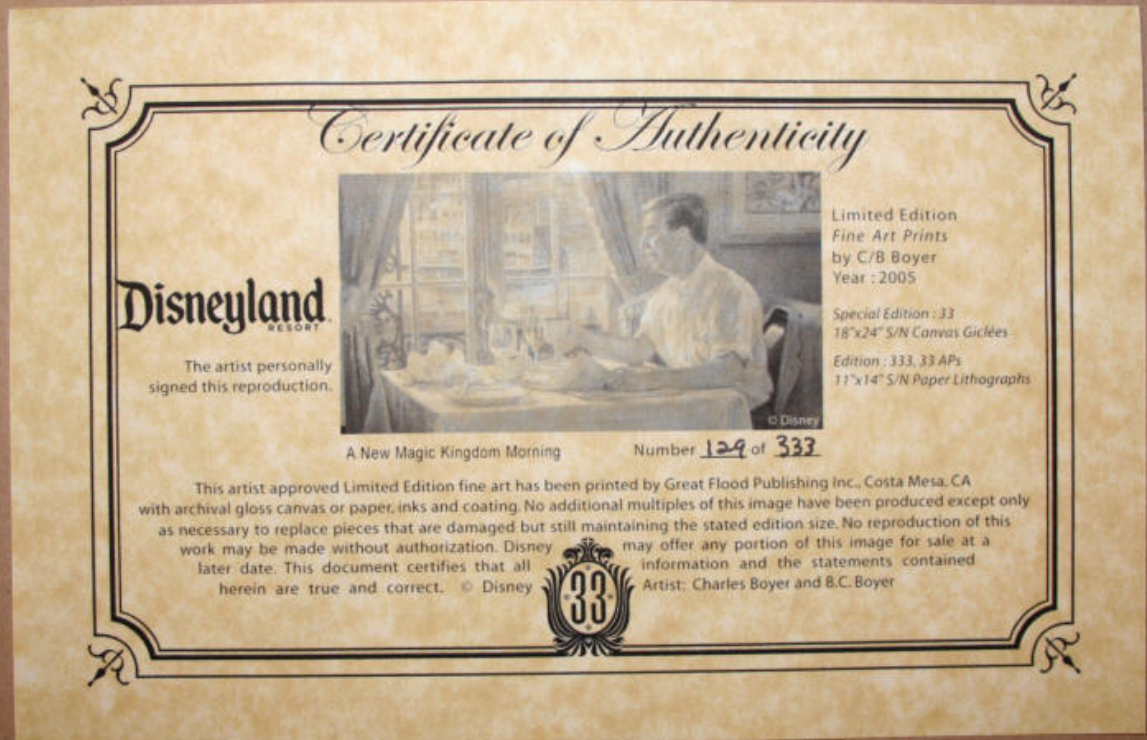 Certificate of Authenticity
Disneyland
RESORT
The artist personally
signed this reproduction.
© Disney
Limited Edition
Fine Art Prints
by C/B Boyer
Year : 2005
Special Edition : 33
18"x24" S/N Canvas Giclées
Edition : 333, 33 APs
11"x14" S/N Paper Lithographs
A New Magic Kingdom Morning
Number 129 of 333
This artist approved Limited Edition fine art has been printed by Great Flood Publishing Inc., Costa Mesa, CA
with archival gloss canvas or paper, inks and coating. No additional multiples of this image have been produced except only
as necessary to replace pieces that are damaged but still maintaining the stated edition size. No reproduction of this
work may be made without authorization. Disney may offer any portion of this image for sale at a
later date. This document certifies that all information and the statements contained
herein are true and correct. © Disney Artist: Charles Boyer and B.C. Boyer
33